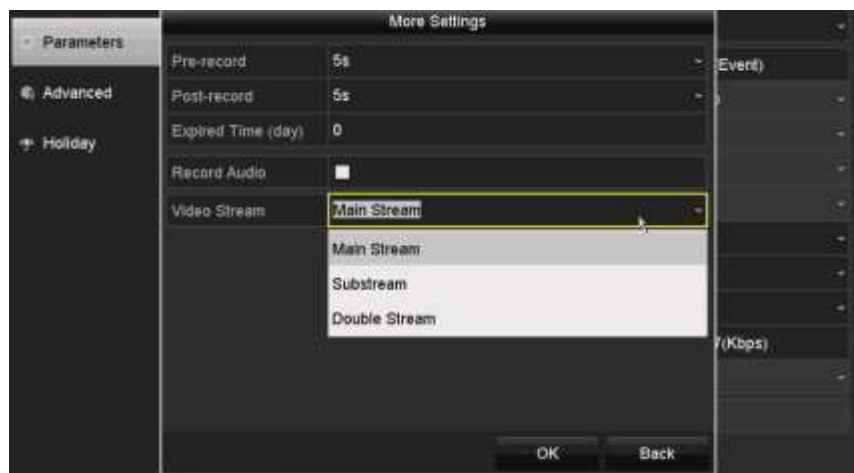 More Settings
Parameters
Advanced
Holiday
Pre-record 5s
Post-record 5s
Expired Time (day) 0
Record Audio
Video Stream Main Stream
Main Stream
Substream
Double Stream
OK Back
(Event)
(Kbps)